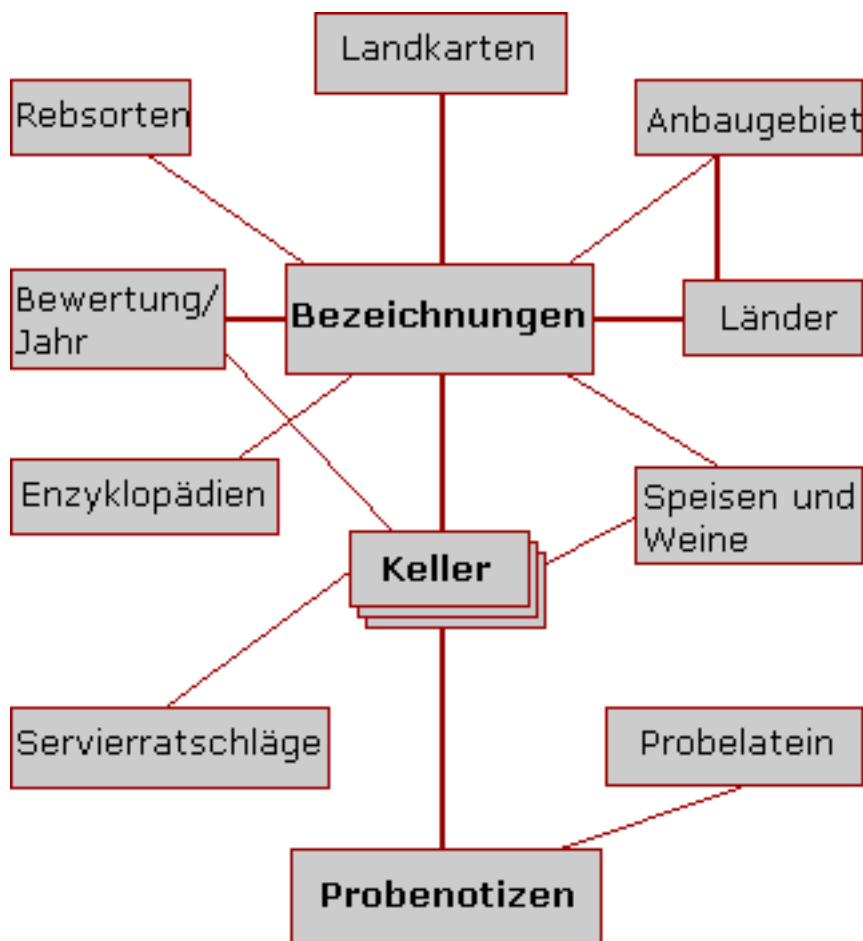 Landkarten
Rebsorten
Anbaugebiet
Bewertung/
Jahr
Bezeichnungen
Länder
Enzyklopädien
Speisen und
Weine
Keller
Servierratschläge
Probelatein
Probenotizen